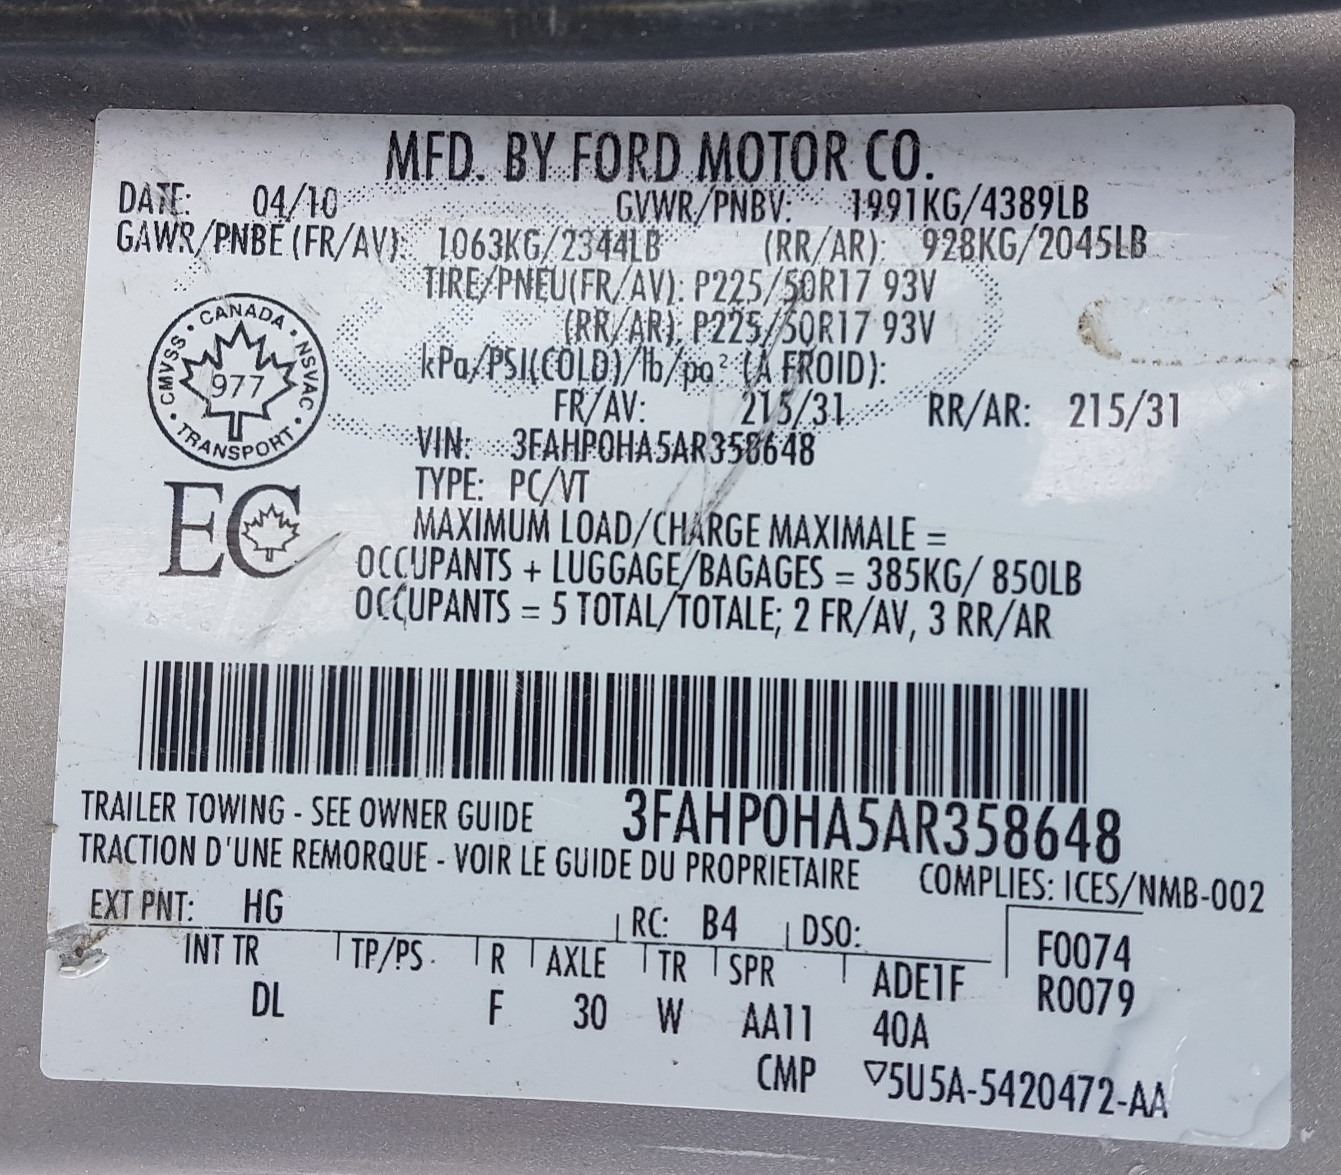 MFD. BY FORD MOTOR CO.
DATE: 04/10 GVWR/PNBV: 1991KG/4389LB
GAWR/PNBE (FR/AV): 1063KG/2344LB (RR/AR): 928KG/2045LB
TIRE/PNEU(FR/AV): P225/50R17 93V
(RR/AR): P225/50R17 93V
kPa/PSI(COLD)/lb/po² (À FROID):
FR/AV: 215/31 RR/AR: 215/31
CANADA • NSVAC • TRANSPORT • CMVSS •
977
VIN: 3FAHP0HA5AR358648
TYPE: PC/VT
EC
MAXIMUM LOAD/CHARGE MAXIMALE =
OCCUPANTS + LUGGAGE/BAGAGES = 385KG/ 850LB
OCCUPANTS = 5 TOTAL/TOTALE; 2 FR/AV, 3 RR/AR
3FAHP0HA5AR358648
TRAILER TOWING - SEE OWNER GUIDE
TRACTION D'UNE REMORQUE - VOIR LE GUIDE DU PROPRIETAIRE
COMPLIES: ICES/NMB-002
EXT PNT: HG RC: B4 DSO: F0074
INT TR TP/PS R AXLE TR SPR ADE1F R0079
DL F 30 W AA11 40A
CMP ▽5U5A-5420472-AA